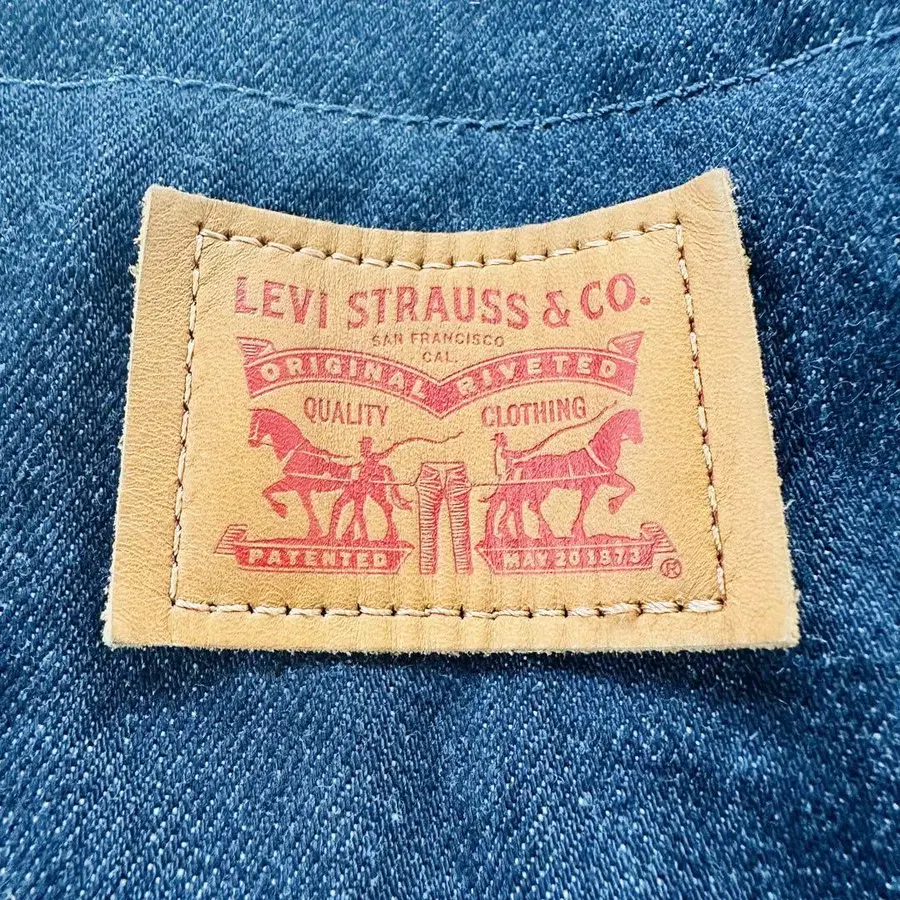 LEVI STRAUSS & CO.
SAN FRANCISCO
CAL.
ORIGINAL RIVETED
QUALITY CLOTHING
PATENTED MAY 20 1873 ®